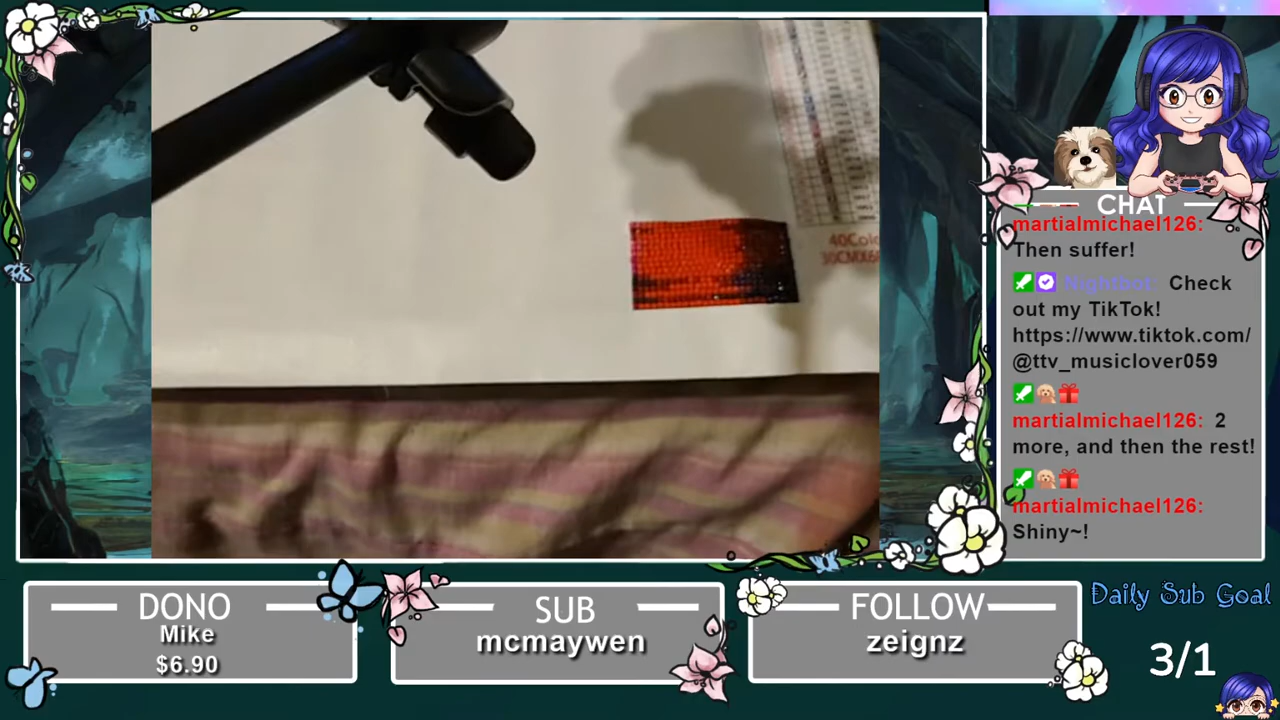 CHAT
martialmichael126:
Then suffer!
Nightbot: Check
out my TikTok!
https://www.tiktok.com/
@ttv_musiclover059
martialmichael126: 2
more, and then the rest!
martialmichael126:
Shiny~!
40Colo
DONO
Mike
$6.90
SUB
mcmaywen
FOLLOW
zeignz
Daily Sub Goal
3/1